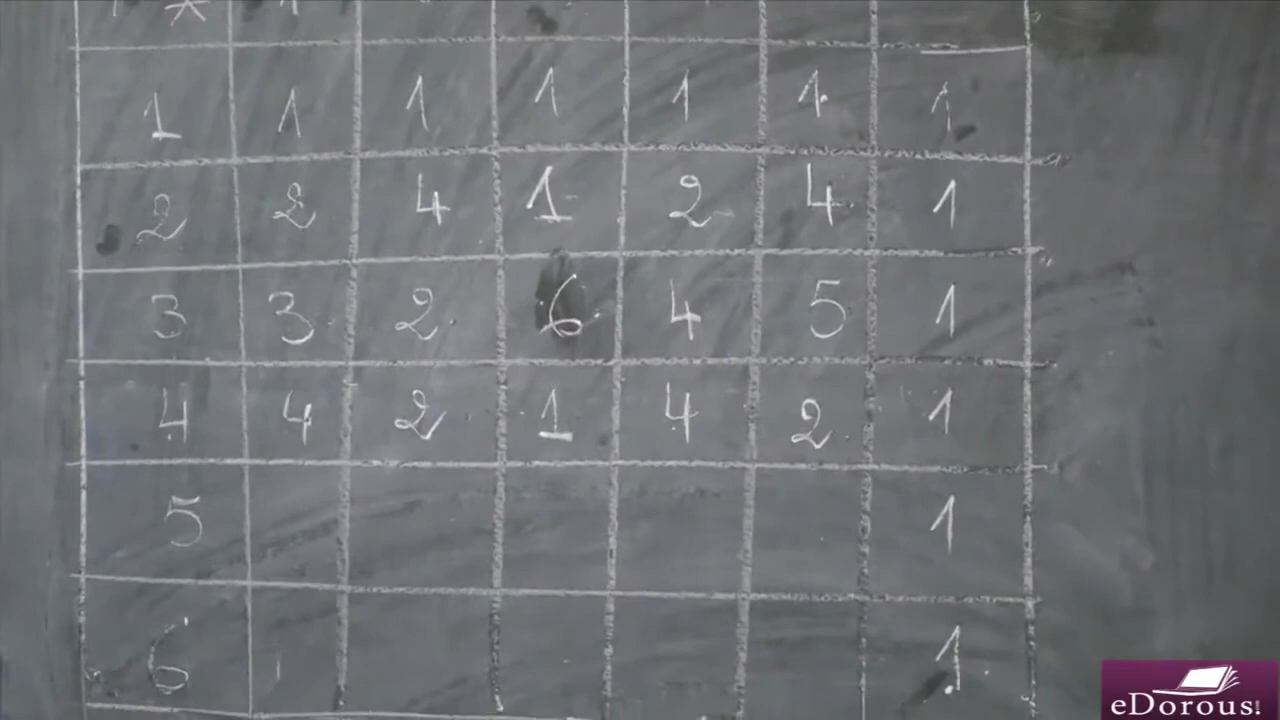 *
1 1 1 1 1 1 1
2 2 4 1 2 4 1
3 3 2 6 4 5 1
4 4 2 1 4 2 1
5 1
6 1
eDorous!